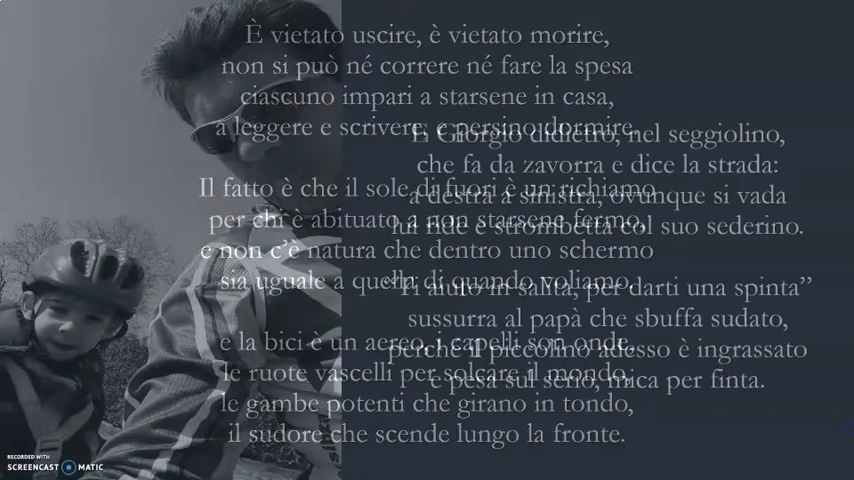 È vietato uscire, è vietato morire,
non si può né correre né fare la spesa
ciascuno impari a starsene in casa,
a leggere e scrivere, e persino dormire.
Il fatto è che il sole di fuori è un richiamo
per chi è abituato a non starsene fermo,
e non c’è natura che dentro uno schermo
sia uguale a quella di quando voliamo,
e la bici è un aereo, i capelli son onde,
le ruote vascelli per solcare il mondo,
le gambe potenti che girano in tondo,
il sudore che scende lungo la fronte.
E Giorgio didietro, nel seggiolino,
che fa da zavorra e dice la strada:
a destra a sinistra, ovunque si vada
lui ride e strombetta col suo sederino.
“Ti aiuto in salita, per darti una spinta”
sussurra al papà che sbuffa sudato,
perché il piccolino adesso è ingrassato
e pesa sul serio, mica per finta.
RECORDED WITH
SCREENCAST MATIC